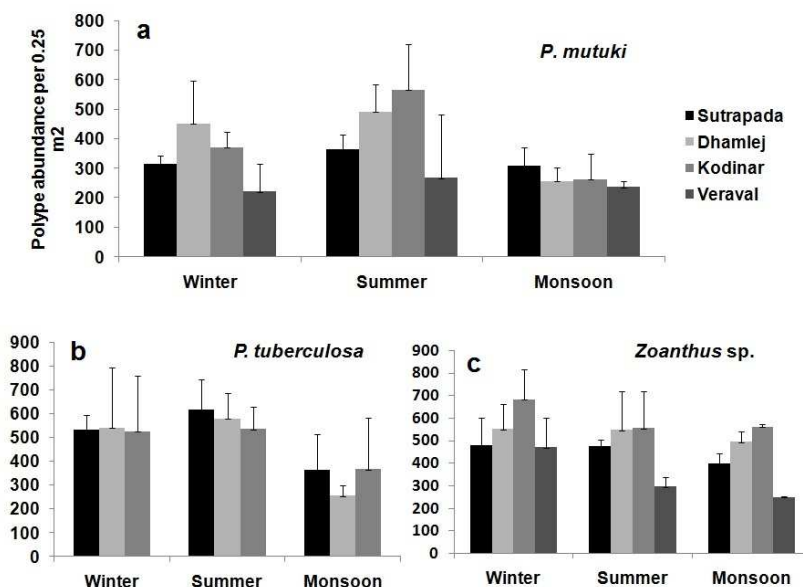 a
P. mutuki
Polype abundance per 0.25
m2
800
700
600
500
400
300
200
100
0
Winter Summer Monsoon
Sutrapada
Dhamlej
Kodinar
Veraval
b
P. tuberculosa
900
800
700
600
500
400
300
200
100
0
Winter Summer Monsoon
c
Zoanthus sp.
900
800
700
600
500
400
300
200
100
0
Winter Summer Monsoon